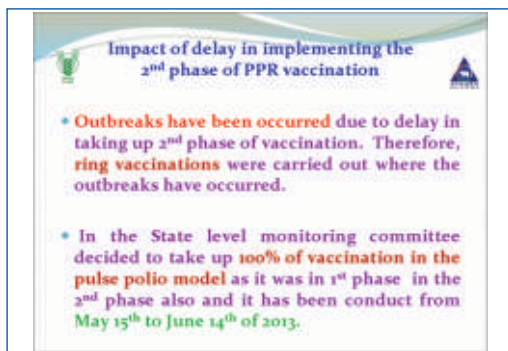 Impact of delay in implementing the
2nd phase of PPR vaccination
• Outbreaks have been occurred due to delay in
taking up 2nd phase of vaccination. Therefore,
ring vaccinations were carried out where the
outbreaks have occurred.
• In the State level monitoring committee
decided to take up 100% of vaccination in the
pulse polio model as it was in 1st phase in the
2nd phase also and it has been conduct from
May 15th to June 14th of 2013.